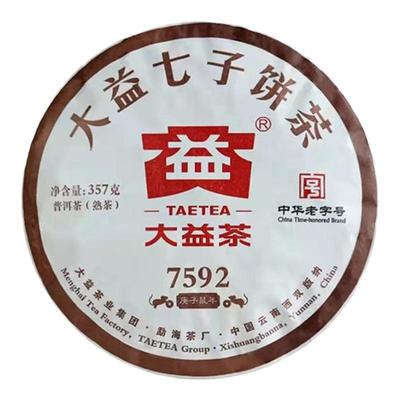 大益七子饼茶
益®
TAETEA
大益茶
净含量:357克
普洱茶(熟茶)
字号
中华老字号
China Time-honored Brand
7592
庚子鼠年
大益茶业集团·勐海茶厂·中国云南西双版纳
Menghai Tea Factory, TAETEA Group·Xishuangbanna, Yunnan, China